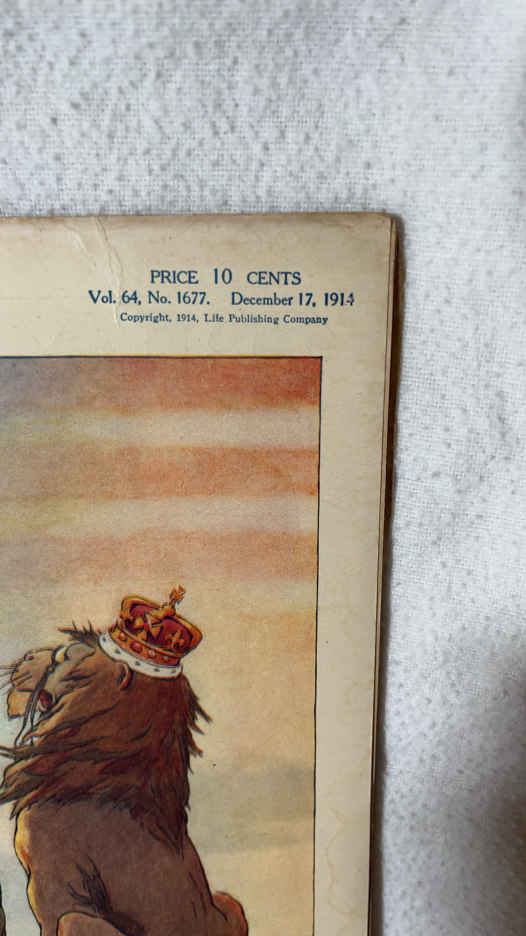 PRICE 10 CENTS
Vol. 64, No. 1677. December 17, 1914
Copyright, 1914, Life Publishing Company